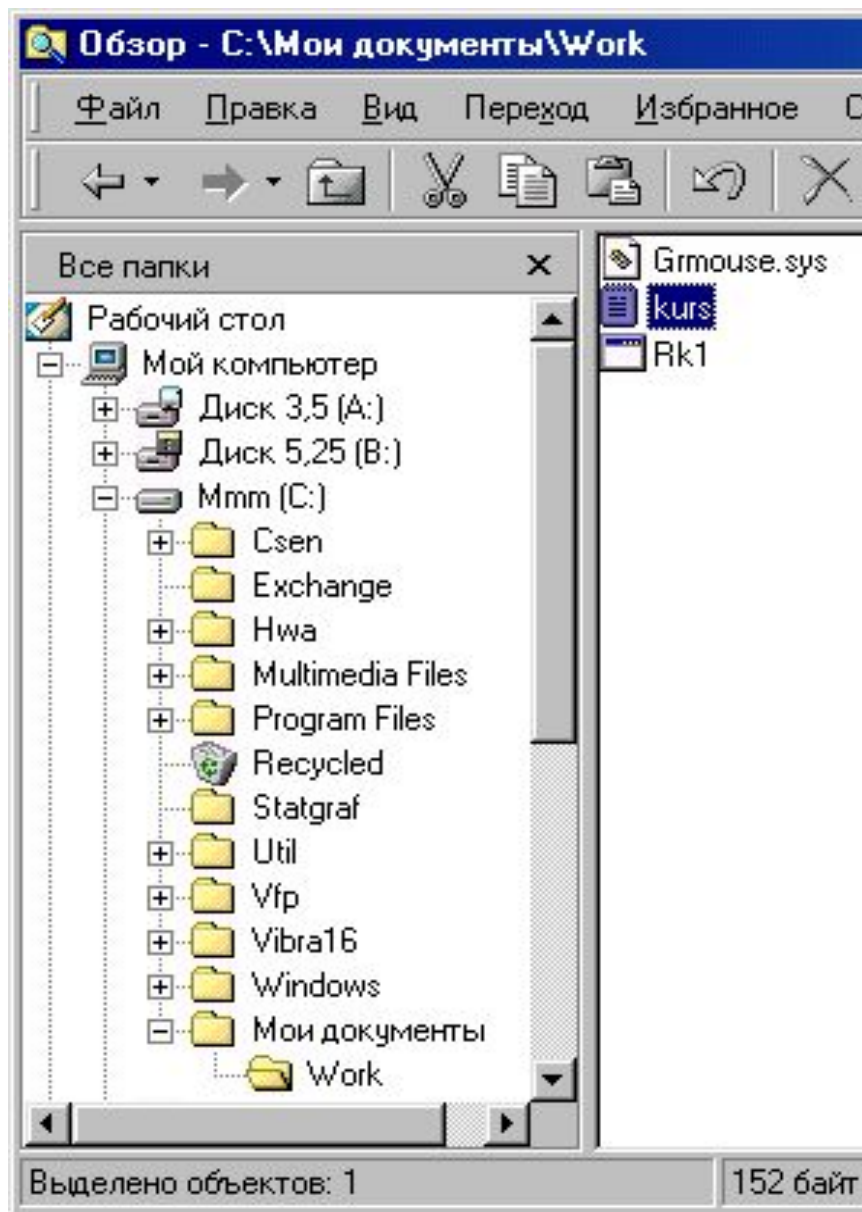 Обзор - C:\Мои документы\Work
Файл Правка Вид Переход Избранное
Все папки
Рабочий стол
Мой компьютер
Диск 3,5 (A:)
Диск 5,25 (B:)
Mmm (C:)
Csen
Exchange
Hwa
Multimedia Files
Program Files
Recycled
Statgraf
Util
Vfp
Vibra16
Windows
Мои документы
Work
Grmouse.sys
kurs
Rk1
Выделено объектов: 1
152 байт